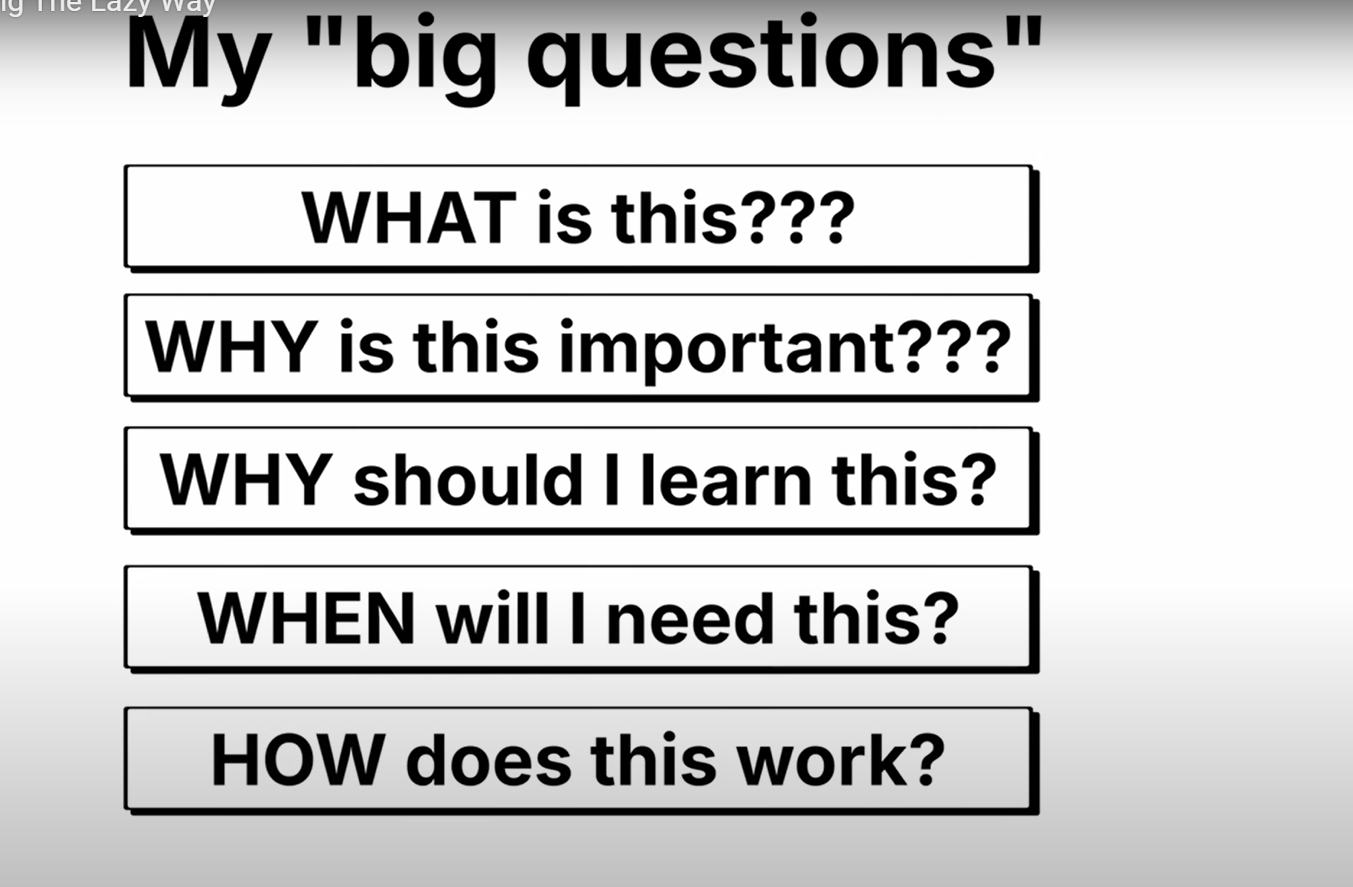 The Lazy Way
My "big questions"
WHAT is this???
WHY is this important???
WHY should I learn this?
WHEN will I need this?
HOW does this work?